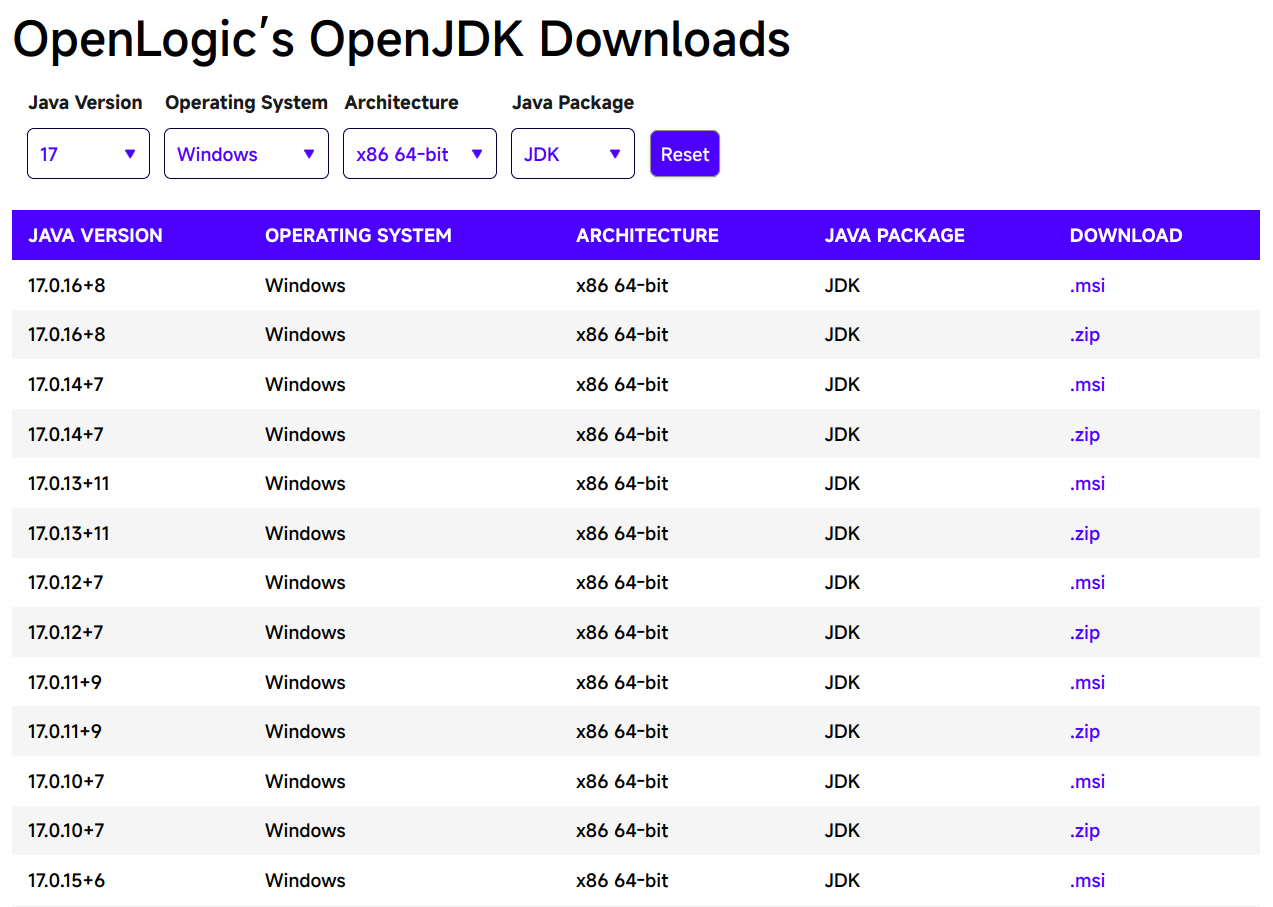 OpenLogic’s OpenJDK Downloads
Java Version Operating System Architecture Java Package
17 ▼ Windows ▼ x86 64-bit ▼ JDK ▼ Reset
JAVA VERSION OPERATING SYSTEM ARCHITECTURE JAVA PACKAGE DOWNLOAD
17.0.16+8 Windows x86 64-bit JDK .msi
17.0.16+8 Windows x86 64-bit JDK .zip
17.0.14+7 Windows x86 64-bit JDK .msi
17.0.14+7 Windows x86 64-bit JDK .zip
17.0.13+11 Windows x86 64-bit JDK .msi
17.0.13+11 Windows x86 64-bit JDK .zip
17.0.12+7 Windows x86 64-bit JDK .msi
17.0.12+7 Windows x86 64-bit JDK .zip
17.0.11+9 Windows x86 64-bit JDK .msi
17.0.11+9 Windows x86 64-bit JDK .zip
17.0.10+7 Windows x86 64-bit JDK .msi
17.0.10+7 Windows x86 64-bit JDK .zip
17.0.15+6 Windows x86 64-bit JDK .msi